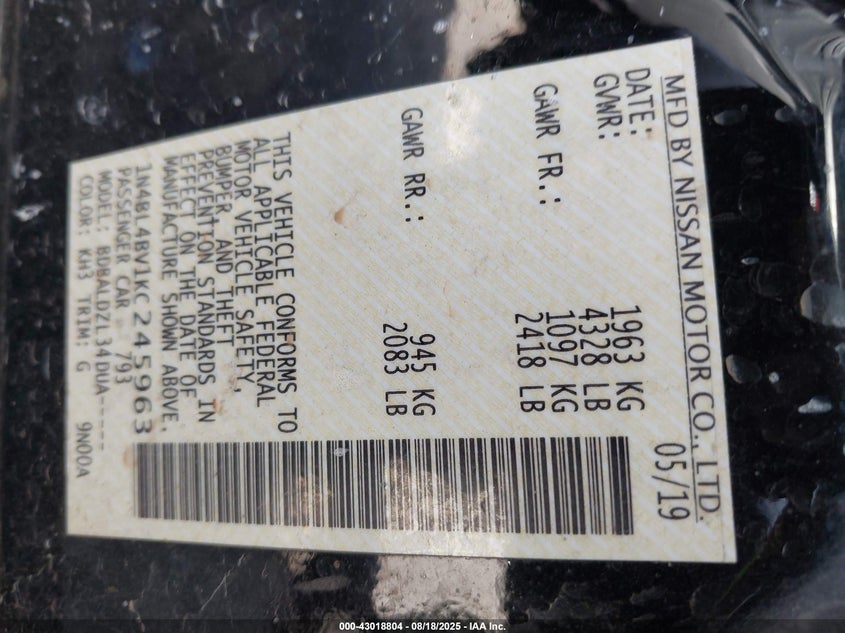 MFD BY NISSAN MOTOR CO., LTD.
DATE: 05/19
GVWR: 1963 KG
4328 LB
GAWR FR.: 1097 KG
2418 LB
GAWR RR.: 945 KG
2083 LB
THIS VEHICLE CONFORMS TO
ALL APPLICABLE FEDERAL
MOTOR VEHICLE SAFETY,
BUMPER, AND THEFT
PREVENTION STANDARDS IN
EFFECT ON THE DATE OF
MANUFACTURE SHOWN ABOVE.
1N4BL4BV1KC245963
PASSENGER CAR 793
MODEL: BDBALDZL34DUA-----
COLOR: KH3 TRIM: G 9N00A
000-43018804 - 08/18/2025 - IAA Inc.